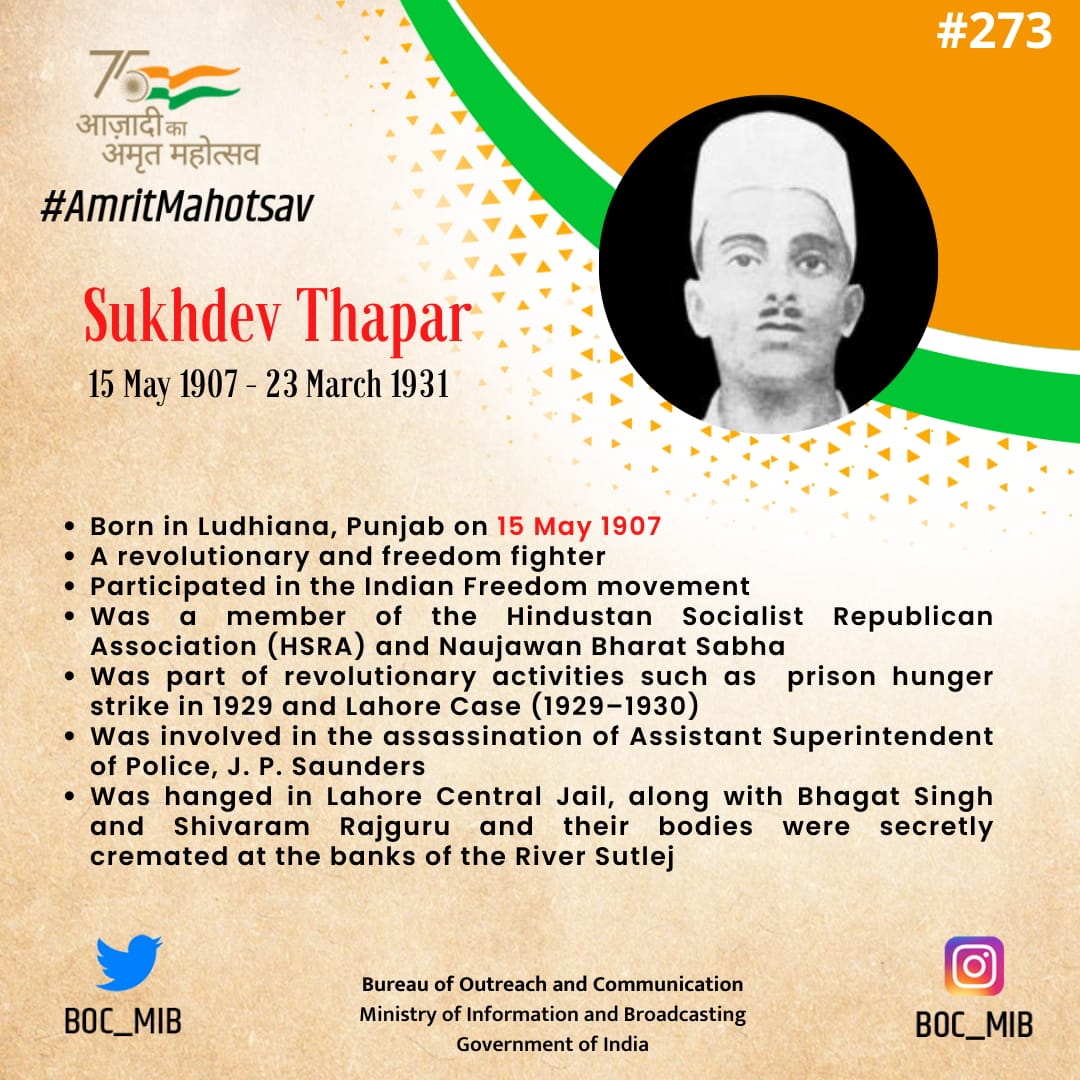 #273
75
आज़ादी का
अमृत महोत्सव
#AmritMahotsav
Sukhdev Thapar
15 May 1907 - 23 March 1931
• Born in Ludhiana, Punjab on 15 May 1907
• A revolutionary and freedom fighter
• Participated in the Indian Freedom movement
• Was a member of the Hindustan Socialist Republican
Association (HSRA) and Naujawan Bharat Sabha
• Was part of revolutionary activities such as prison hunger
strike in 1929 and Lahore Case (1929–1930)
• Was involved in the assassination of Assistant Superintendent
of Police, J. P. Saunders
• Was hanged in Lahore Central Jail, along with Bhagat Singh
and Shivaram Rajguru and their bodies were secretly
cremated at the banks of the River Sutlej
BOC_MIB
Bureau of Outreach and Communication
Ministry of Information and Broadcasting
Government of India
BOC_MIB